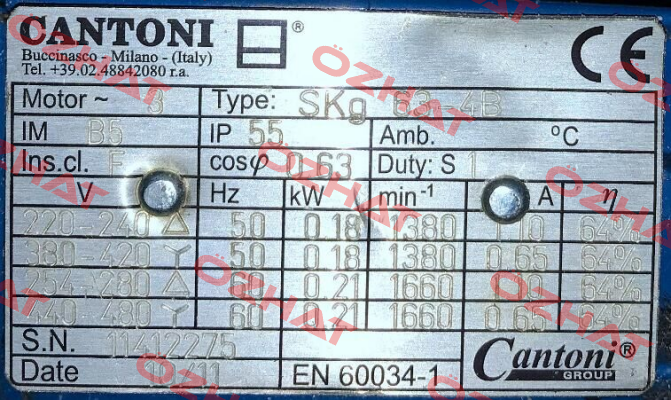 CANTONI ®
Buccinasco - Milano - (Italy)
Tel. +39.02.48842080 r.a.
CE
Motor ~ 3 Type: SKg 63-4B
IM B5 IP 55 Amb. °C
Ins.cl. F cosφ 0.63 Duty: S 1
V Hz kW min⁻¹ A η
220-240 △ 50 0.18 1380 1.10 64%
380-420 Y 50 0.18 1380 0.65 64%
254-280 △ 60 0.21 1660 64%
440-480 Y 60 0.21 1660 0.65 64%
S.N. 11412275
Date
EN 60034-1
Cantoni®
GROUP
OZHAT